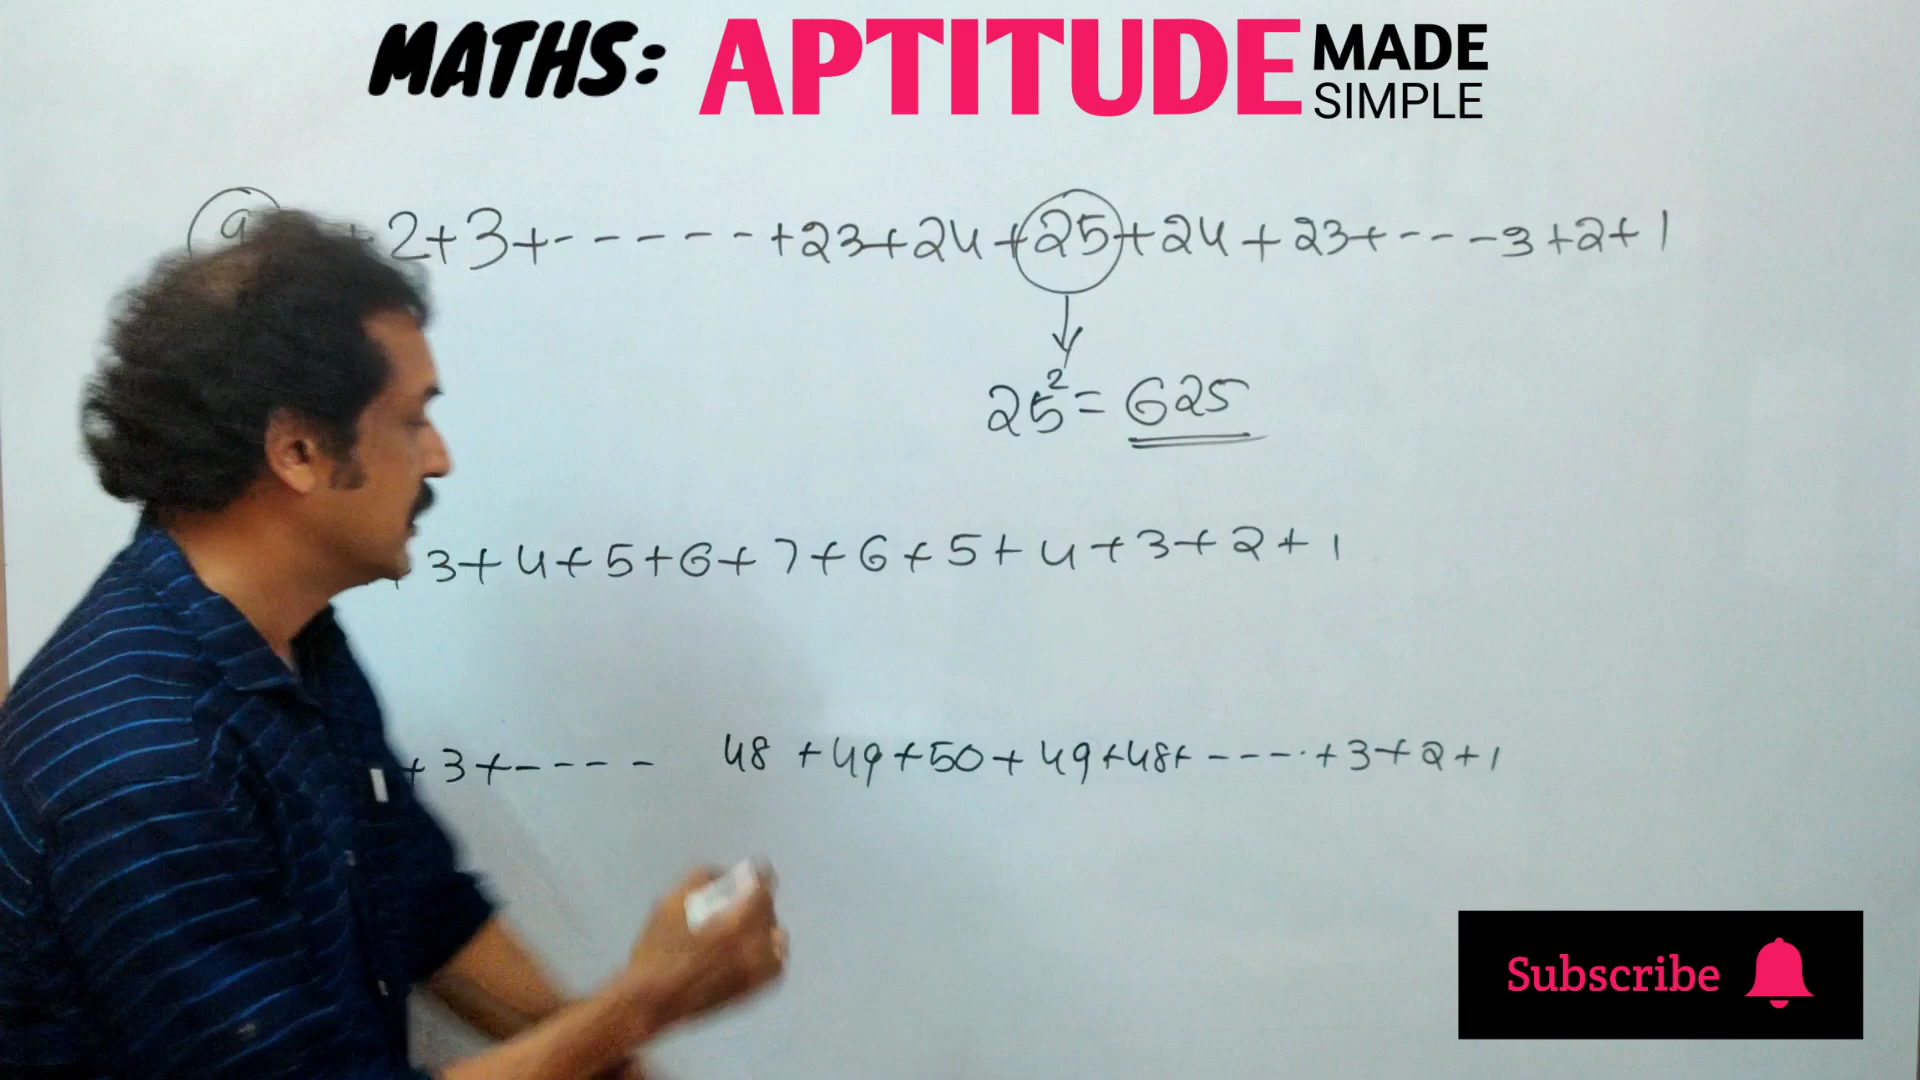 MATHS: APTITUDE MADE SIMPLE
a + 2+3+------+23+24+25+24+23+---3+2+1
25²= 625
3+4+5+6+7+6+5+4+3+2+1
+3+---- 48 +49+50+49+48+----+3+2+1
Subscribe